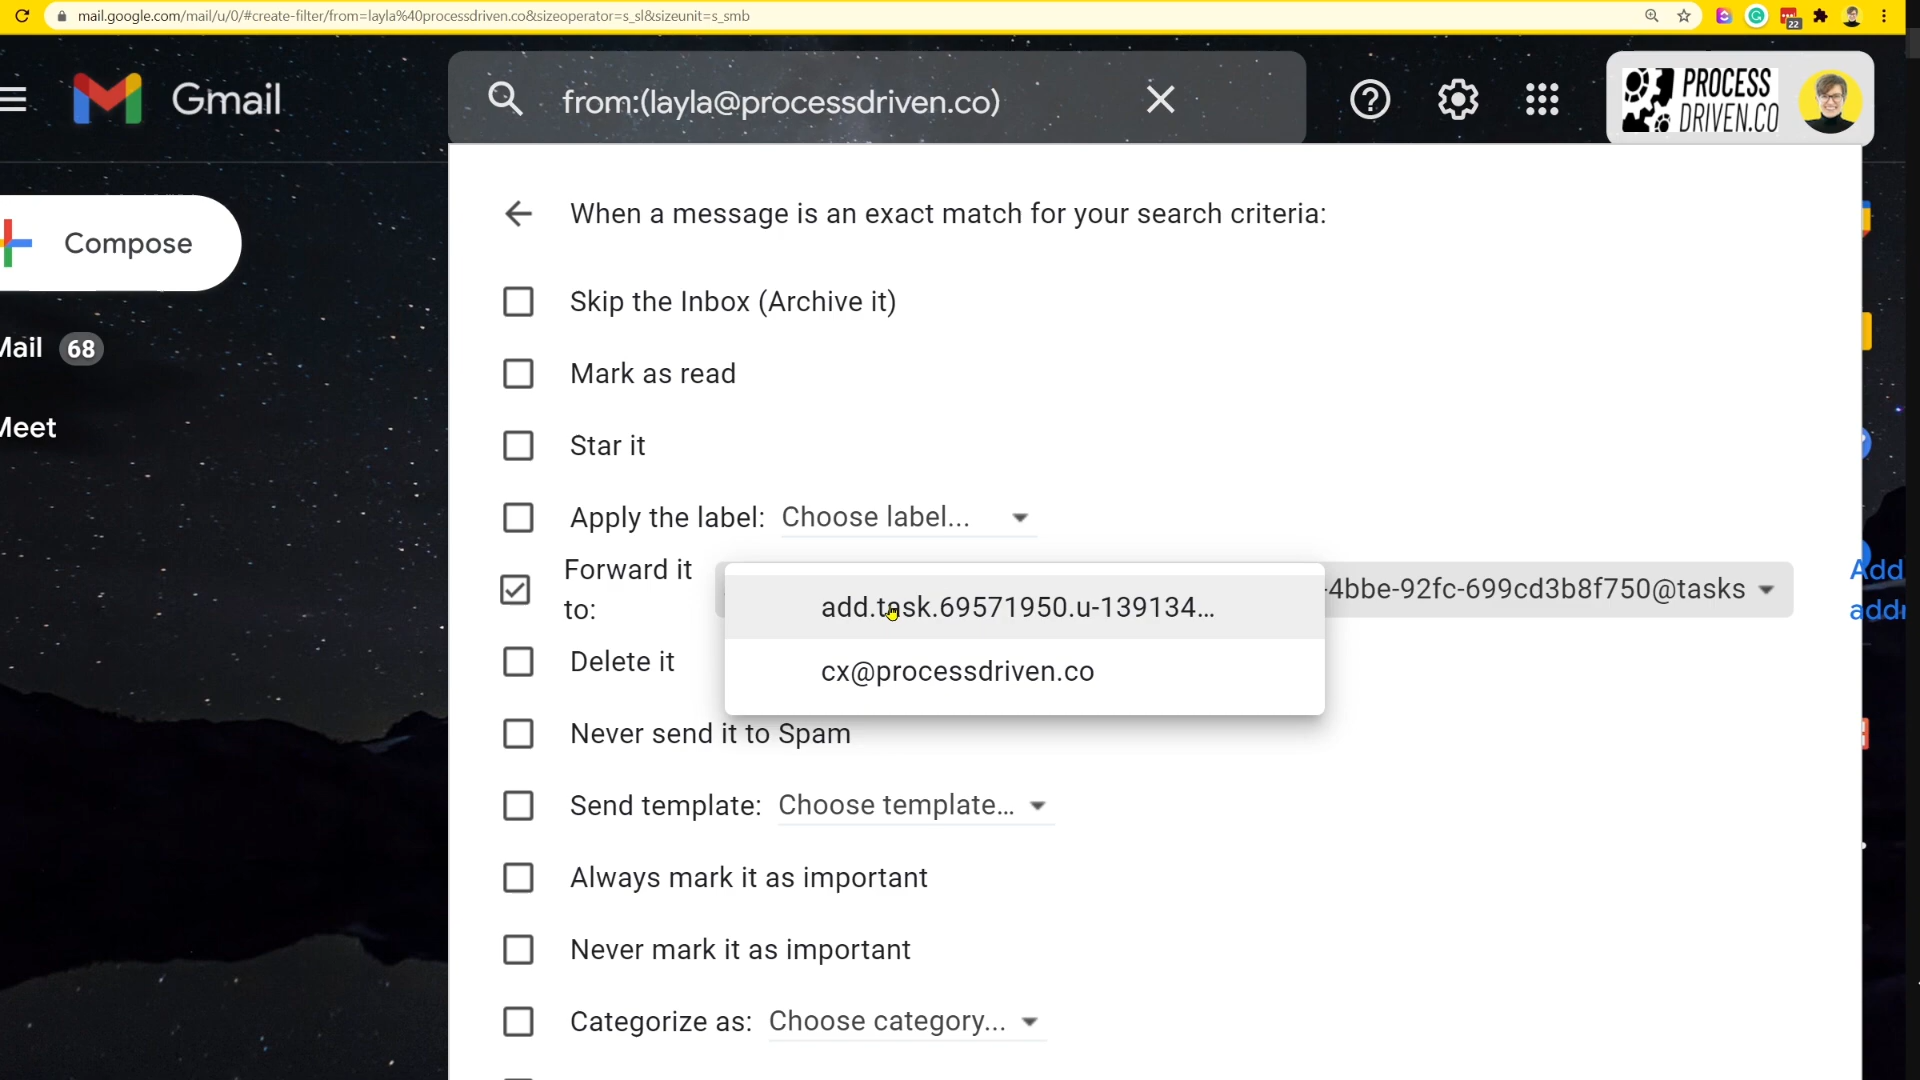 mail.google.com/mail/u/0/#create-filter/from=layla%40processdriven.co&sizeoperator=s_sl&sizeunit=s_smb
22
Gmail
from:(layla@processdriven.co)
PROCESS
DRIVEN.CO
When a message is an exact match for your search criteria:
Compose
Skip the Inbox (Archive it)
Mail 68
Mark as read
Meet
Star it
Apply the label: Choose label...
Forward it
to:
-4bbe-92fc-699cd3b8f750@tasks
Add
addr
add.task.69571950.u-139134...
cx@processdriven.co
Delete it
Never send it to Spam
Send template: Choose template...
Always mark it as important
Never mark it as important
Categorize as: Choose category...